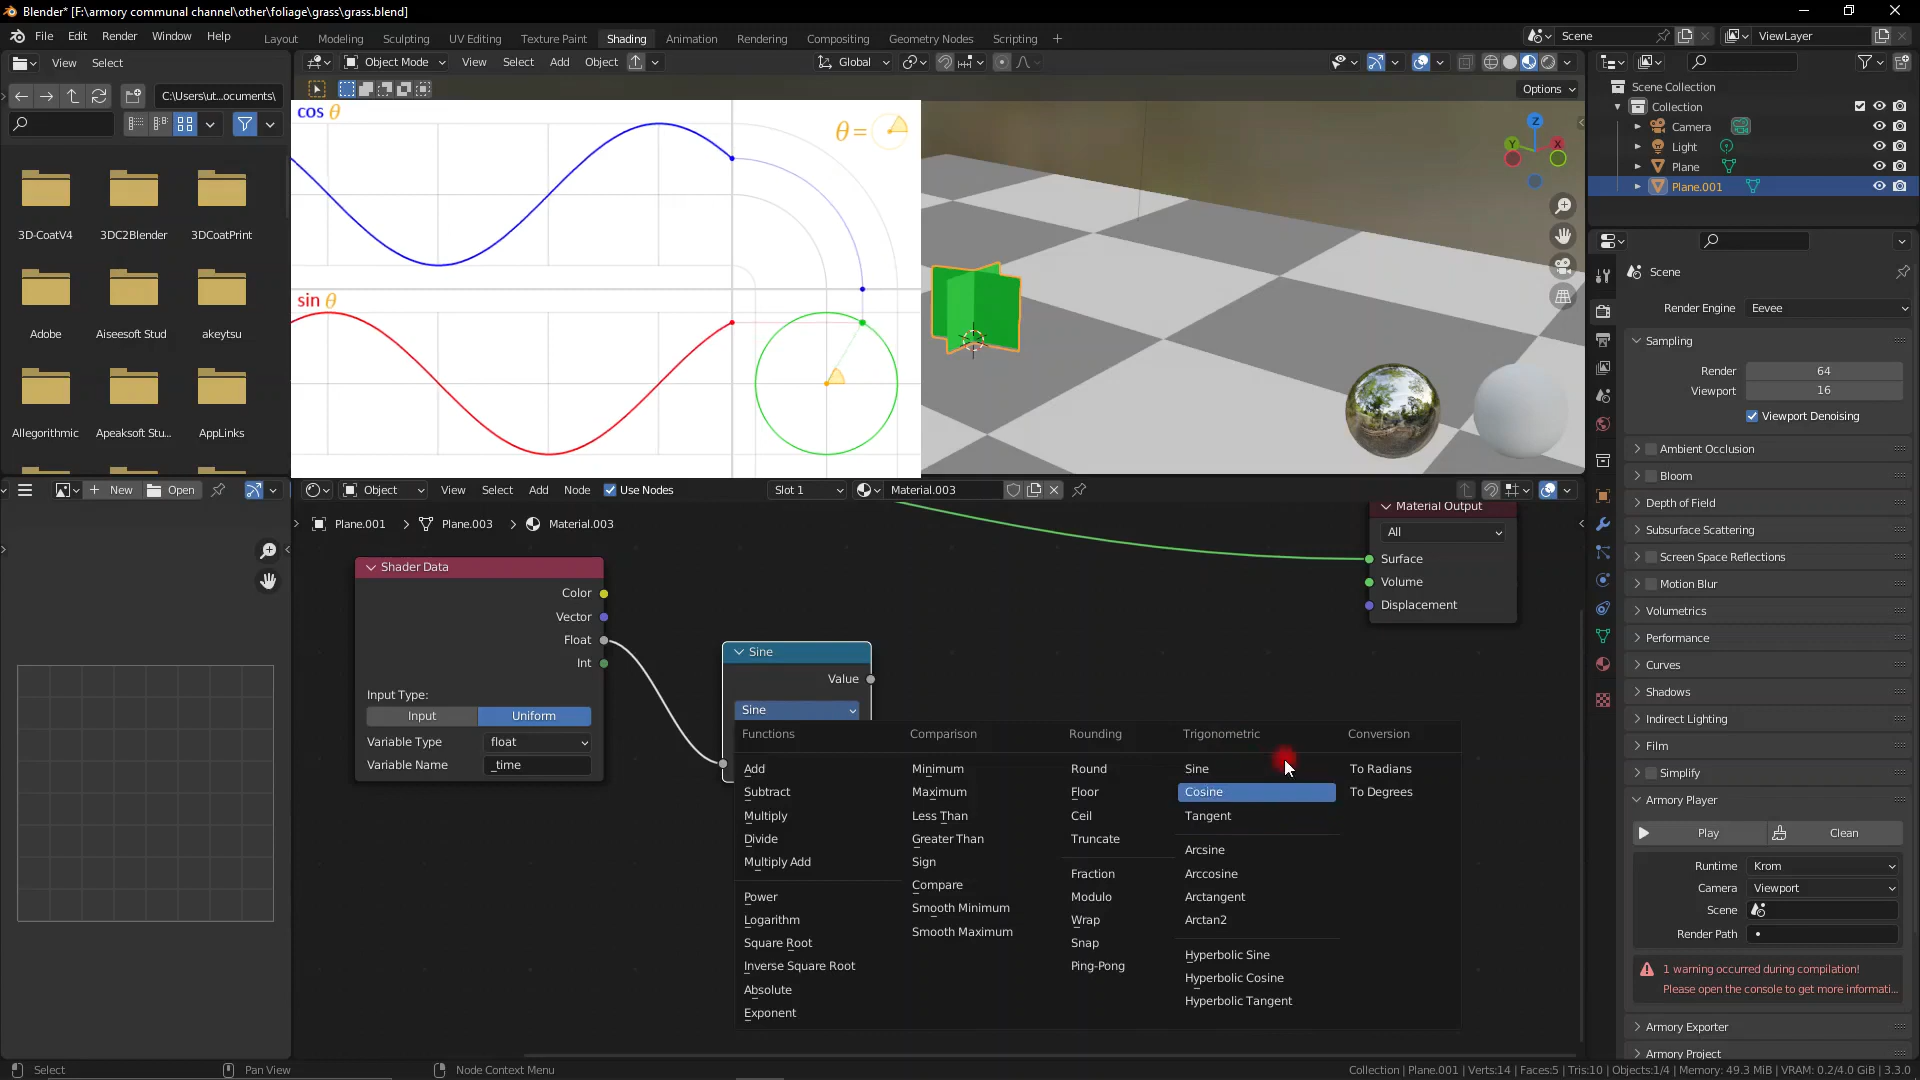 Blender* [F:\armory communal channel\other\foliage\grass\grass.blend]
File Edit Render Window Help
Layout Modeling Sculpting UV Editing Texture Paint Shading Animation Rendering Compositing Geometry Nodes Scripting +
Scene
ViewLayer
View Select
C:\Users\ut...ocuments\
3D-CoatV4 3DC2Blender 3DCoatPrint
Adobe Aiseesoft Stud akeytsu
Allegorithmic Apeaksoft Stu... AppLinks
Object Mode View Select Add Object Global
Options
cos θ
θ =
sin θ
Z
Y
X
Scene Collection
Collection
Camera
Light
Plane
Plane.001
Scene
Render Engine Eevee
Sampling
Render 64
Viewport 16
Viewport Denoising
Ambient Occlusion
Bloom
Depth of Field
Subsurface Scattering
Screen Space Reflections
Motion Blur
Volumetrics
Performance
Curves
Shadows
Indirect Lighting
Film
Simplify
Armory Player
Play Clean
Runtime Krom
Camera Viewport
Scene
Render Path
1 warning occurred during compilation!
Please open the console to get more informati...
Armory Exporter
Armory Project
New Open
Object View Select Add Node Use Nodes Slot 1 Material.003
Plane.001 > Plane.003 > Material.003
Shader Data
Color
Vector
Float
Int
Input Type:
Input Uniform
Variable Type float
Variable Name _time
Sine
Value
Sine
Material Output
All
Surface
Volume
Displacement
Functions
Add
Subtract
Multiply
Divide
Multiply Add
Power
Logarithm
Square Root
Inverse Square Root
Absolute
Exponent
Comparison
Minimum
Maximum
Less Than
Greater Than
Sign
Compare
Smooth Minimum
Smooth Maximum
Rounding
Round
Floor
Ceil
Truncate
Fraction
Modulo
Wrap
Snap
Ping-Pong
Trigonometric
Sine
Cosine
Tangent
Arcsine
Arccosine
Arctangent
Arctan2
Hyperbolic Sine
Hyperbolic Cosine
Hyperbolic Tangent
Conversion
To Radians
To Degrees
Select Pan View Node Context Menu
Collection | Plane.001 | Verts:14 | Faces:5 | Tris:10 | Objects:1/4 | Memory: 49.3 MiB | VRAM: 0.2/4.0 GiB | 3.3.0